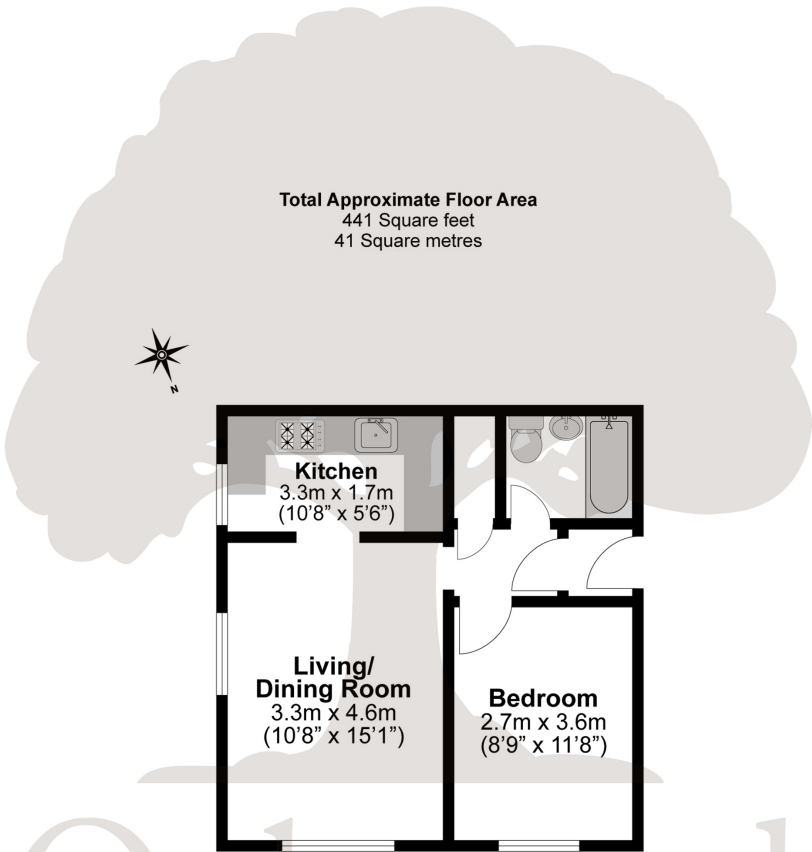 Total Approximate Floor Area
441 Square feet
41 Square metres
N
Kitchen
3.3m x 1.7m
(10’8” x 5’6”)
Living/
Dining Room
3.3m x 4.6m
(10’8” x 15’1”)
Bedroom
2.7m x 3.6m
(8’9” x 11’8”)